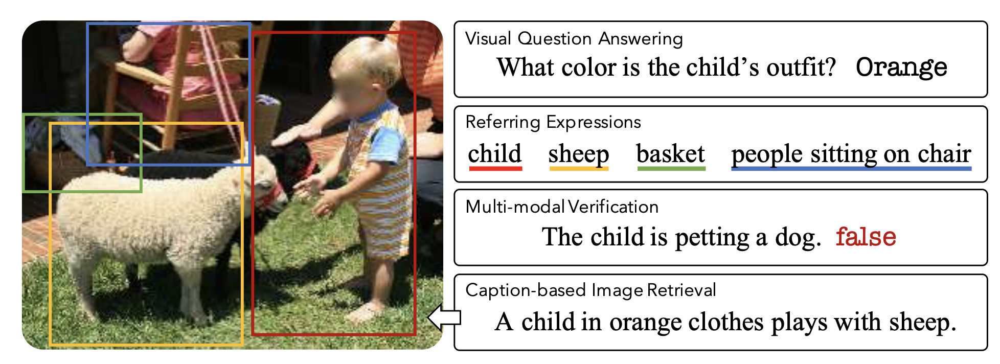 Visual Question Answering
What color is the child’s outfit? Orange
Referring Expressions
child sheep basket people sitting on chair
Multi-modal Verification
The child is petting a dog. false
Caption-based Image Retrieval
A child in orange clothes plays with sheep.